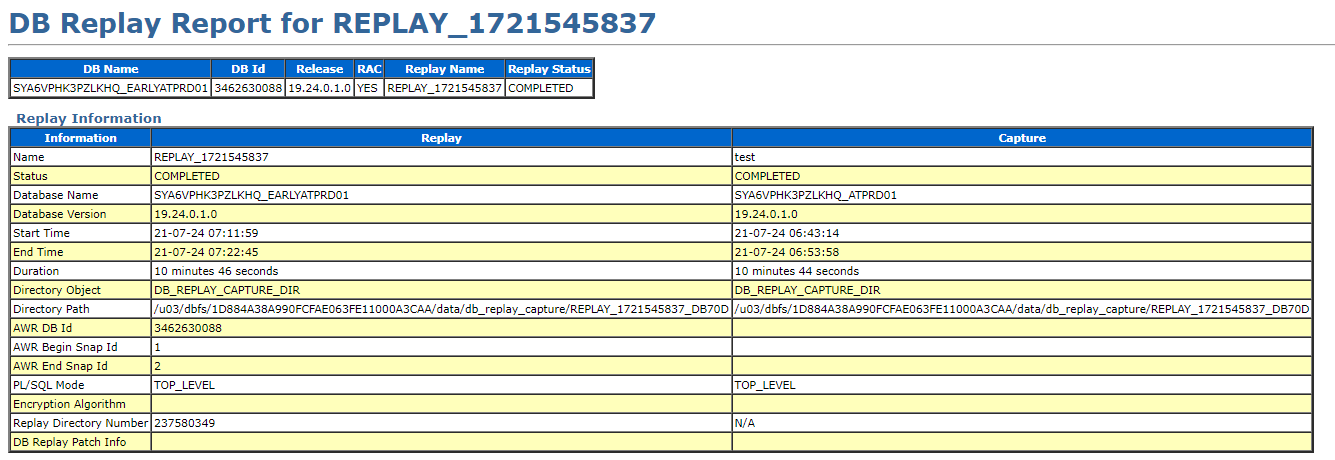 DB Replay Report for REPLAY_1721545837
DB Name DB Id Release RAC Replay Name Replay Status
SYA6VPHK3PZLKHQ_EARLYATPRD01 3462630088 19.24.0.1.0 YES REPLAY_1721545837 COMPLETED
Replay Information
Information Replay Capture
Name REPLAY_1721545837 test
Status COMPLETED COMPLETED
Database Name SYA6VPHK3PZLKHQ_EARLYATPRD01 SYA6VPHK3PZLKHQ_ATPRD01
Database Version 19.24.0.1.0 19.24.0.1.0
Start Time 21-07-24 07:11:59 21-07-24 06:43:14
End Time 21-07-24 07:22:45 21-07-24 06:53:58
Duration 10 minutes 46 seconds 10 minutes 44 seconds
Directory Object DB_REPLAY_CAPTURE_DIR DB_REPLAY_CAPTURE_DIR
Directory Path /u03/dbfs/1D884A38A990FCFAE063FE11000A3CAA/data/db_replay_capture/REPLAY_1721545837_DB70D /u03/dbfs/1D884A38A990FCFAE063FE11000A3CAA/data/db_replay_capture/REPLAY_1721545837_DB70D
AWR DB Id 3462630088
AWR Begin Snap Id 1
AWR End Snap Id 2
PL/SQL Mode TOP_LEVEL TOP_LEVEL
Encryption Algorithm
Replay Directory Number 237580349 N/A
DB Replay Patch Info